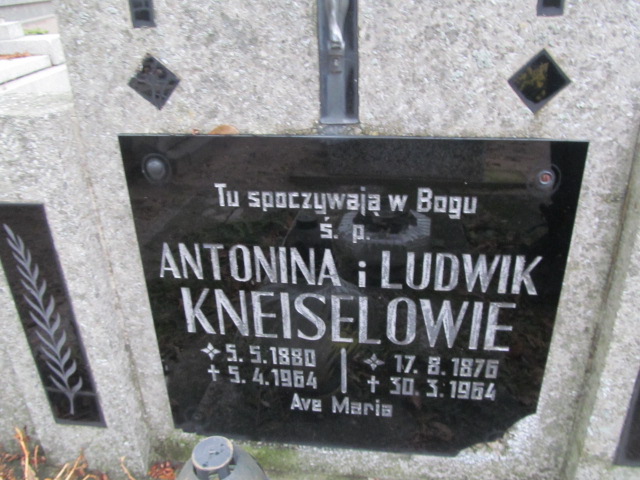 Tu spoczywają w Bogu
ś. p.
ANTONINA i LUDWIK
KNEISELOWIE
5.5.1880 | 17. 8. 1876
✝ 5.4.1964 | ✝ 30. 3. 1964
Ave Maria